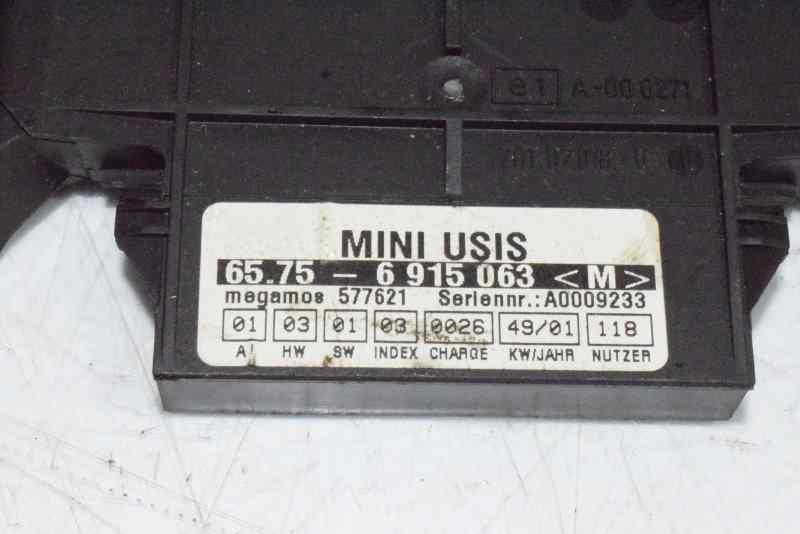 e1 A-00 0271
MINI USIS
65.75 - 6 915 063 <M>
megamos 577621 Seriennr.:A0009233
01 03 01 03 0026 49/01 118
AI HW SW INDEX CHARGE KW/JAHR NUTZER